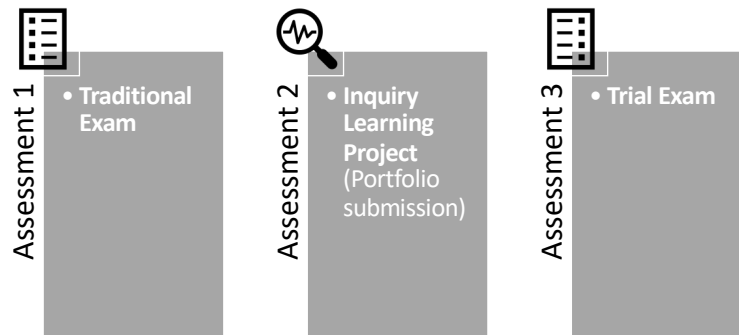 Assessment 1
• Traditional
Exam
Assessment 2
• Inquiry
Learning
Project
(Portfolio
submission)
Assessment 3
• Trial Exam